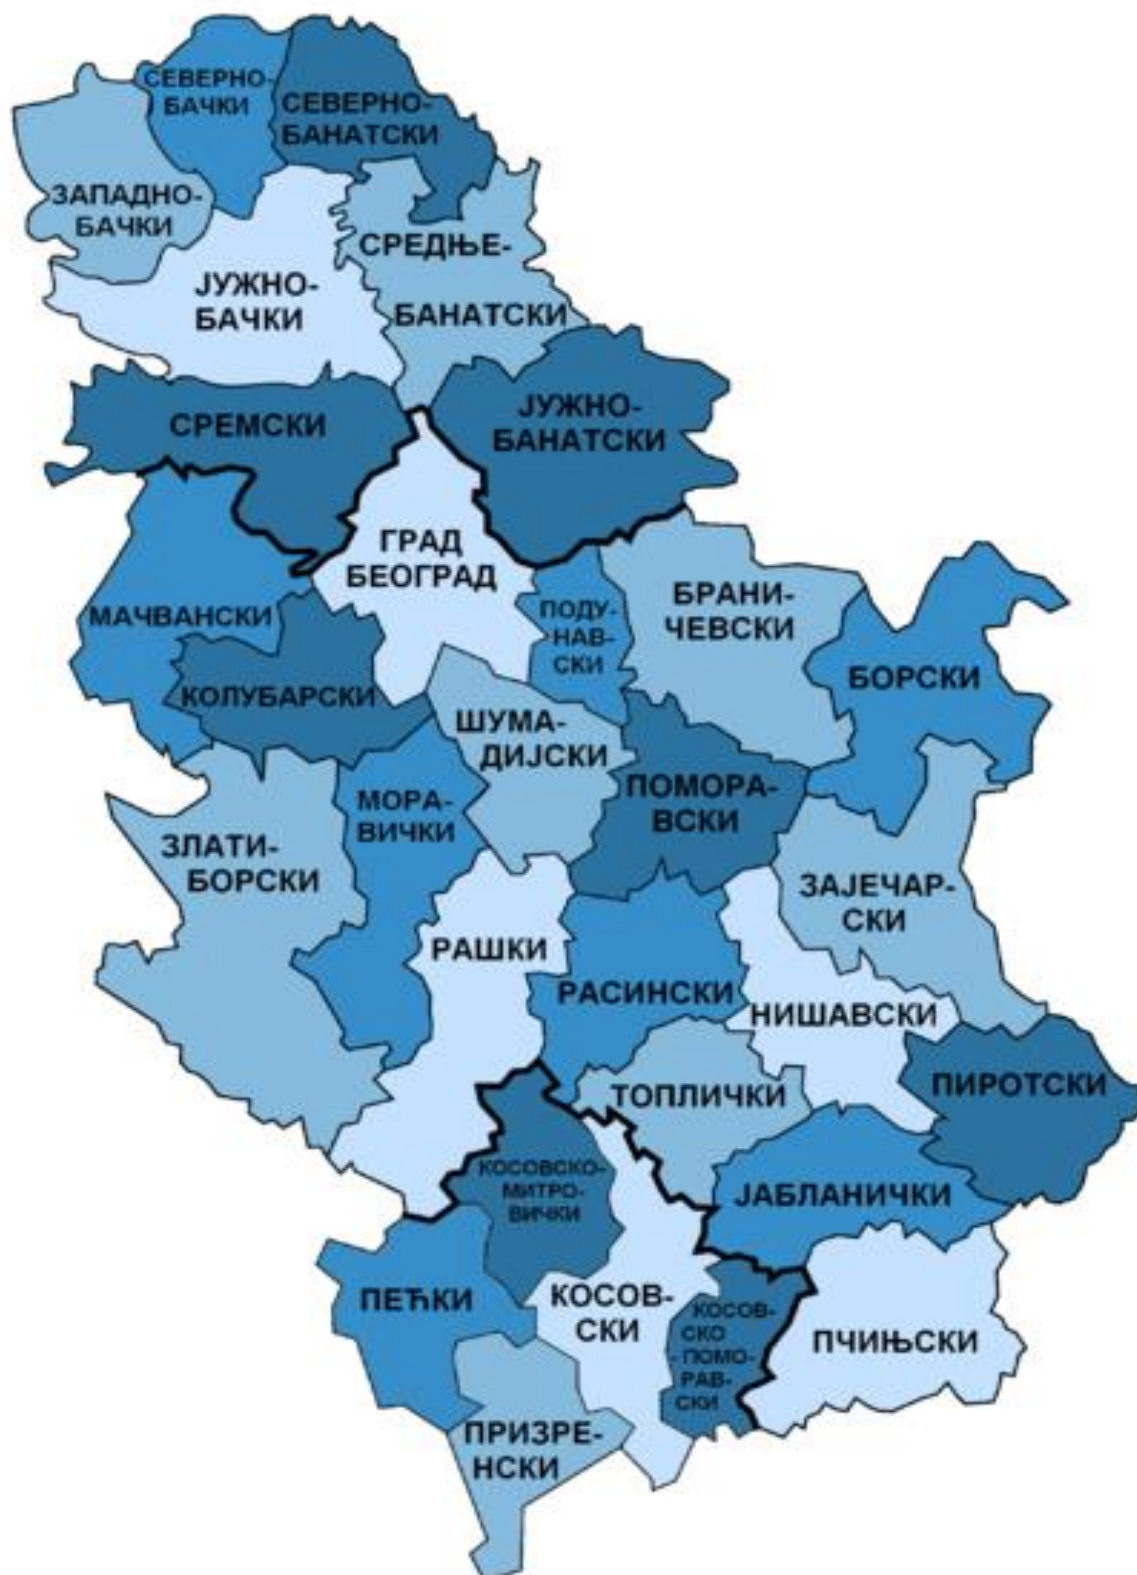 СЕВЕРНО-
БАЧКИ
СЕВЕРНО-
БАНАТСКИ
ЗАПАДНО-
БАЧКИ
СРЕДЊЕ-
БАНАТСКИ
ЈУЖНО-
БАЧКИ
СРЕМСКИ
ЈУЖНО-
БАНАТСКИ
ГРАД
БЕОГРАД
МАЧВАНСКИ
ПОДУ-
НАВ-
СКИ
БРАНИ-
ЧЕВСКИ
БОРСКИ
КОЛУБАРСКИ
ШУМА-
ДИЈСКИ
ПОМОРА-
ВСКИ
МОРА-
ВИЧКИ
ЗЛАТИ-
БОРСКИ
ЗАЈЕЧАР-
СКИ
РАШКИ
РАСИНСКИ
НИШАВСКИ
ТОПЛИЧКИ
ПИРОТСКИ
КОСОВСКО-
МИТРО-
ВИЧКИ
ЈАБЛАНИЧКИ
ПЕЋКИ
КОСОВ-
СКИ
КОСОВ-
СКО
- ПОМО-
РАВ-
СКИ
ПЧИЊСКИ
ПРИЗРЕ-
НСКИ